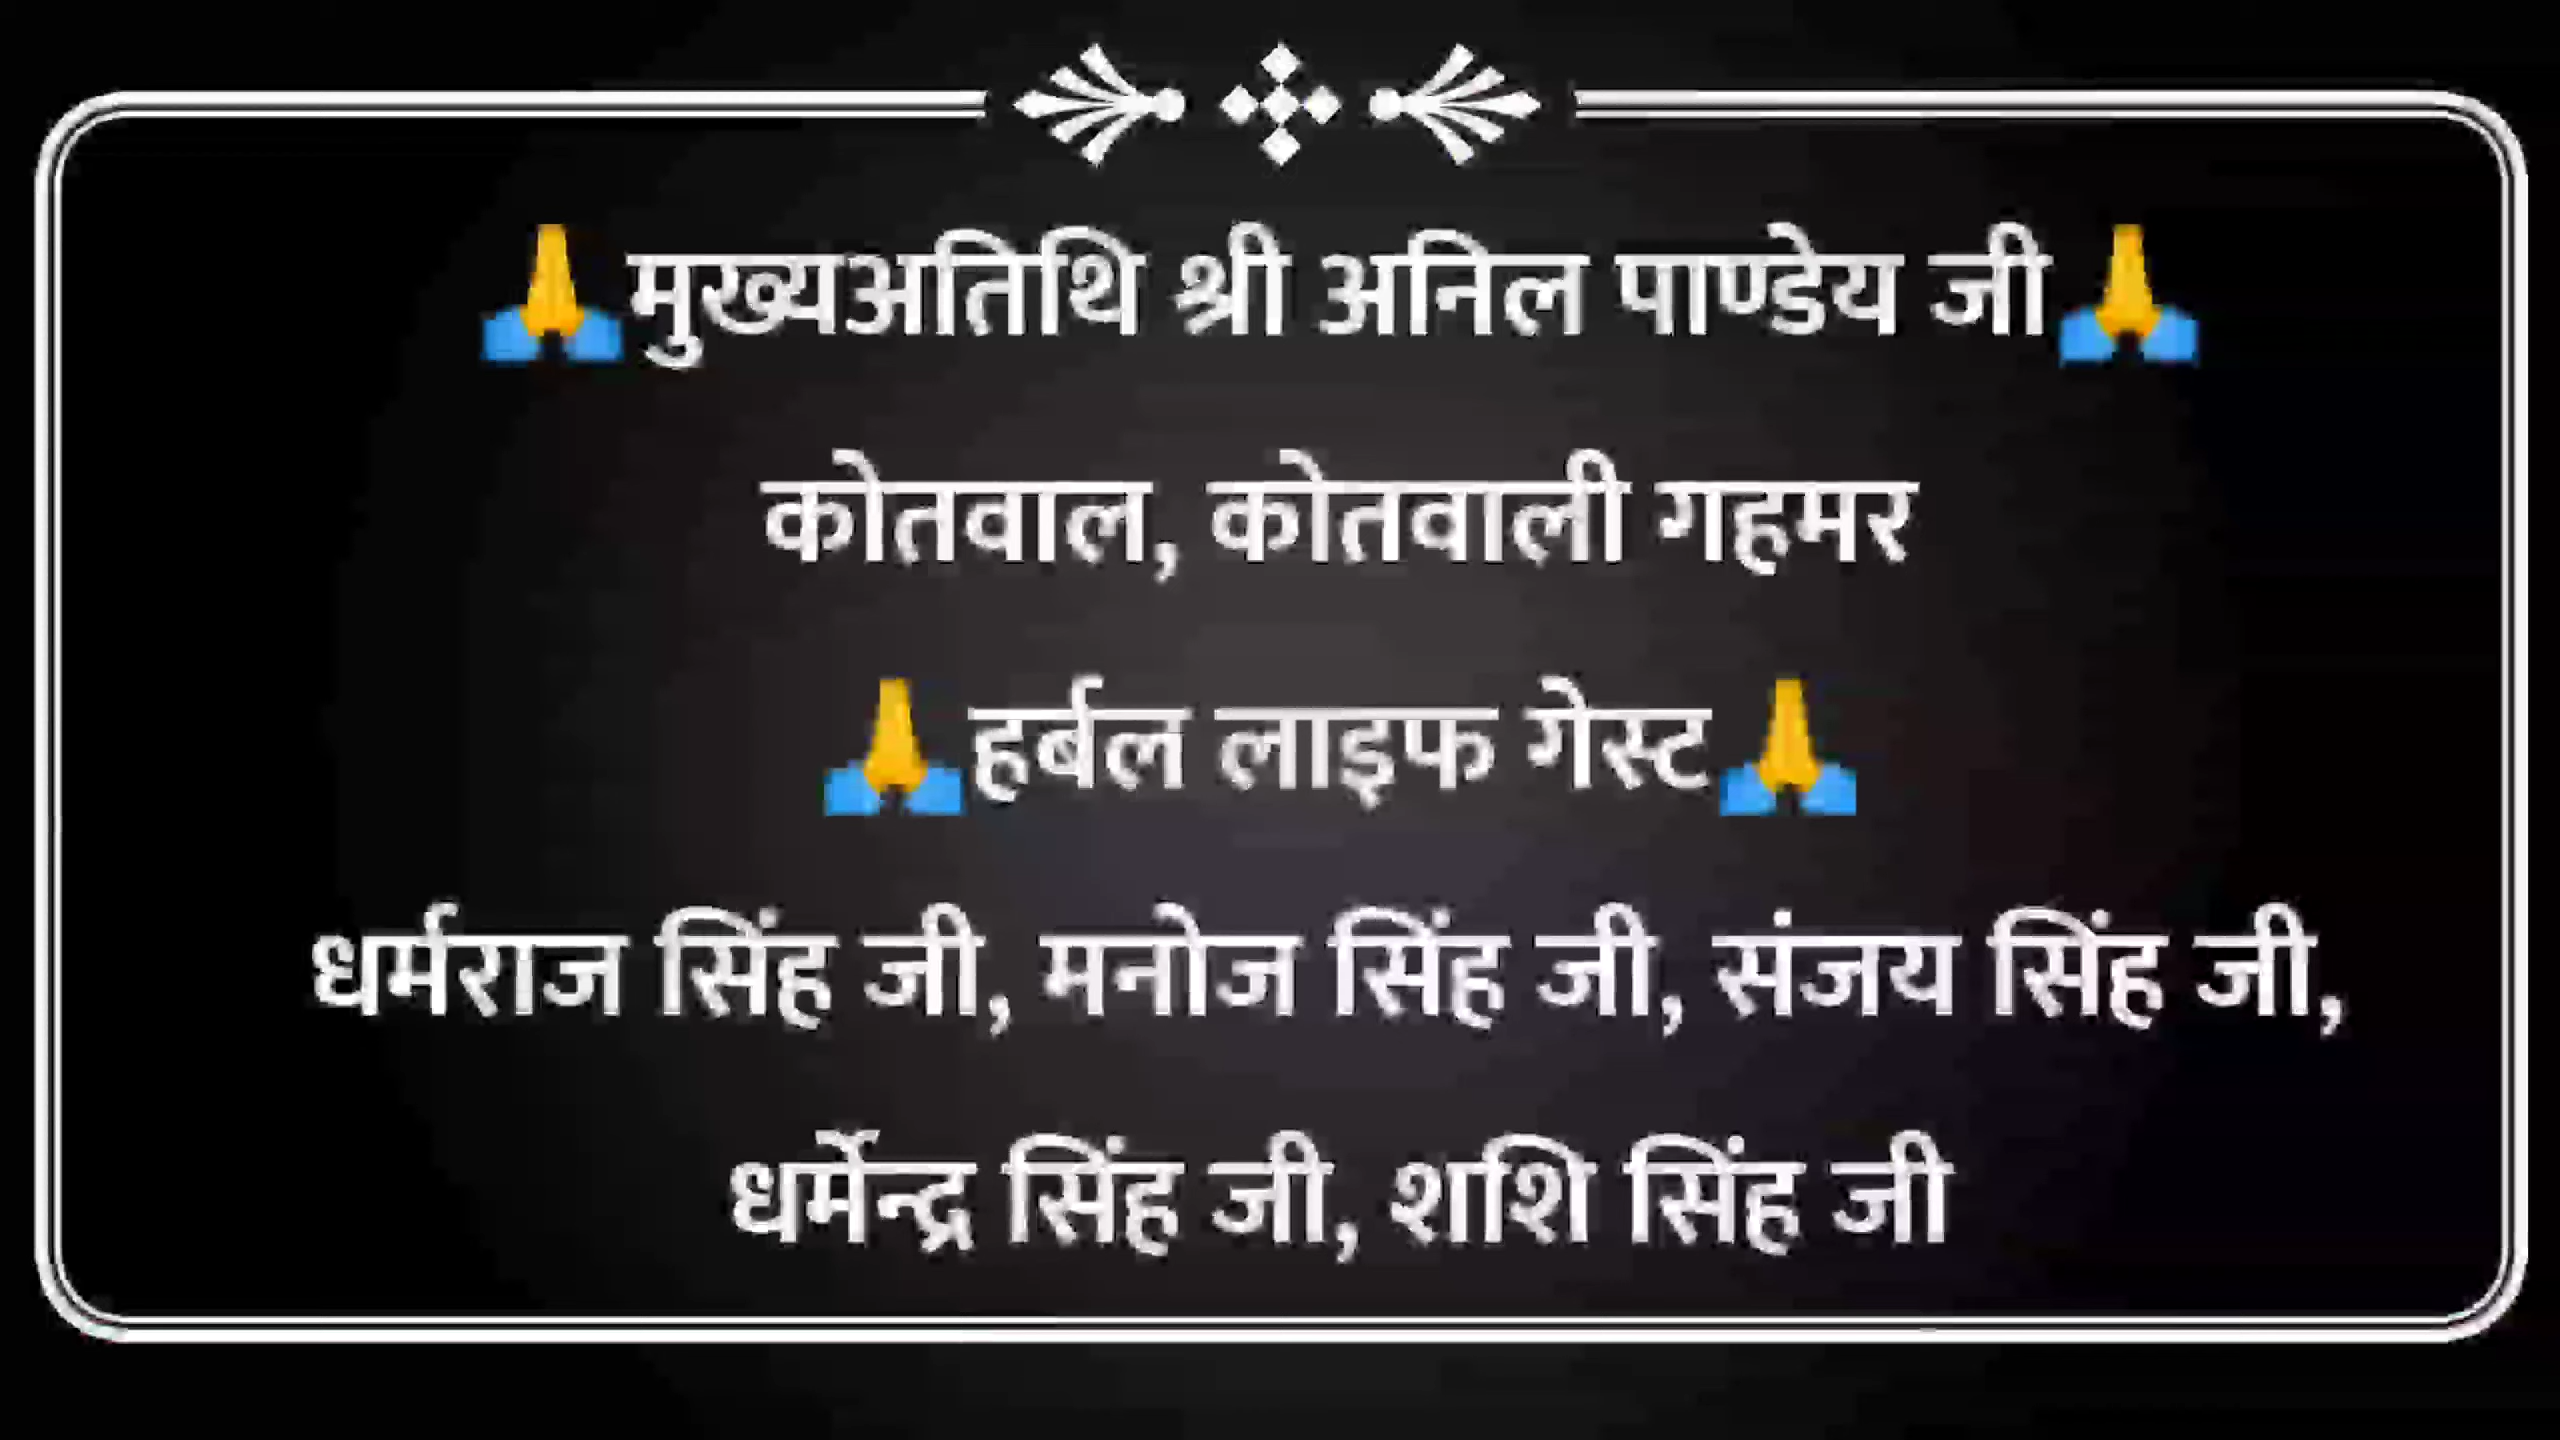 🙏मुख्यअतिथि श्री अनिल पाण्डेय जी🙏
कोतवाल, कोतवाली गहमर
🙏हर्बल लाइफ गेस्ट🙏
धर्मराज सिंह जी, मनोज सिंह जी, संजय सिंह जी,
धर्मेन्द्र सिंह जी, शशि सिंह जी